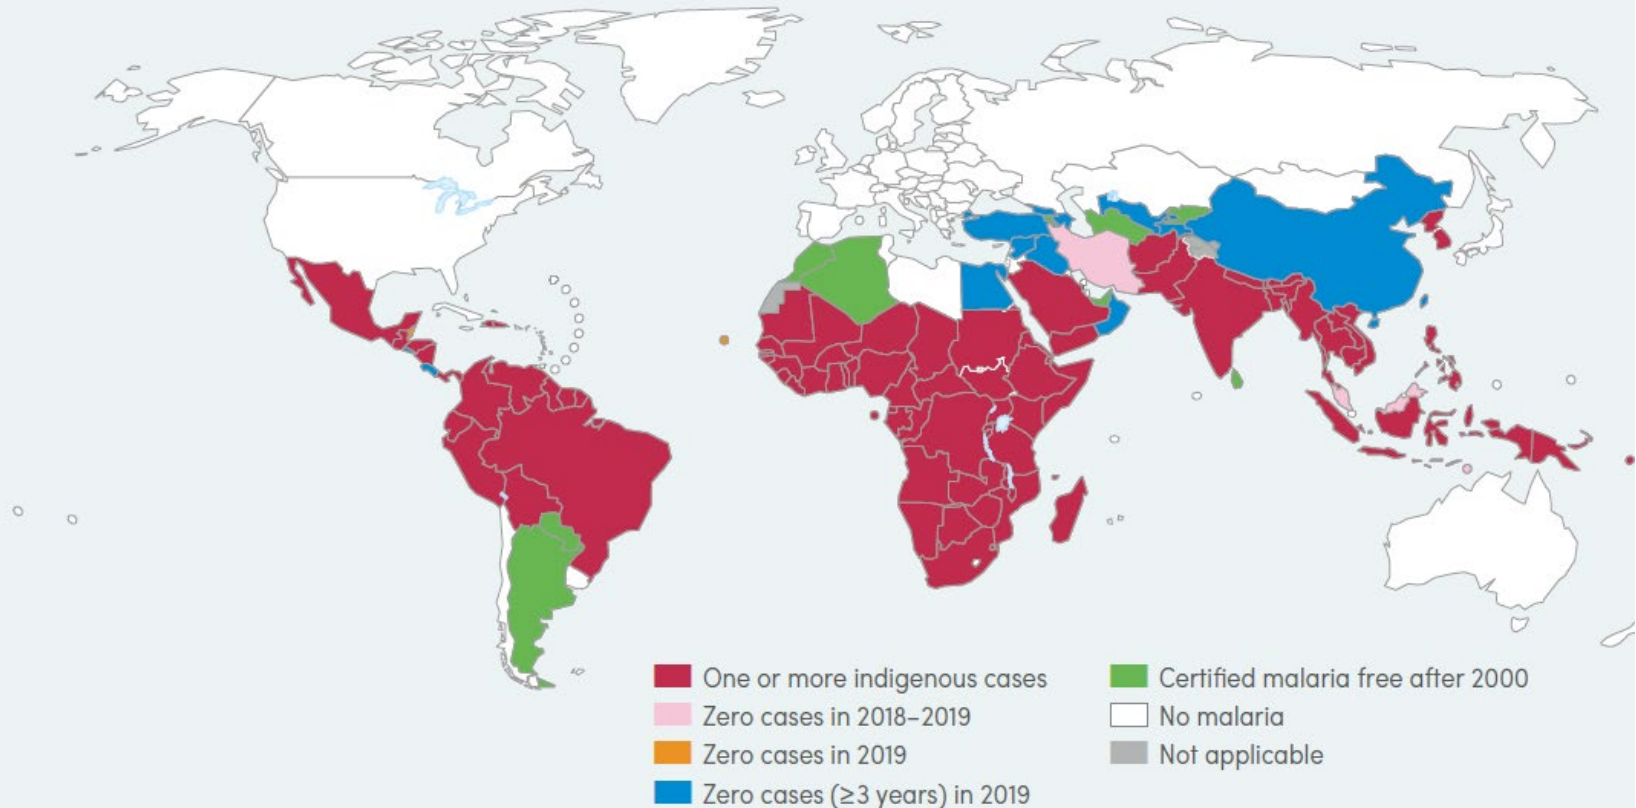 One or more indigenous cases
Zero cases in 2018–2019
Zero cases in 2019
Zero cases (≥3 years) in 2019
Certified malaria free after 2000
No malaria
Not applicable